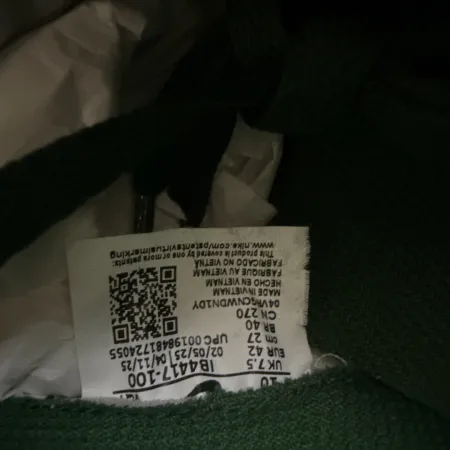 10
UK 7.5 IB4417-100
EUR 42 02/05/25 | 04/11/25
cm 27 UPC 00198481724055
BR 40
CN 270
MADE IN VIETNAM
HECHO EN VIETNAM
FABRIQUE AU VIETNAM
FABRICADO NO VIETNÃ
This product is covered by one or more patents:
www.nike.com/patentsvirtualmarking